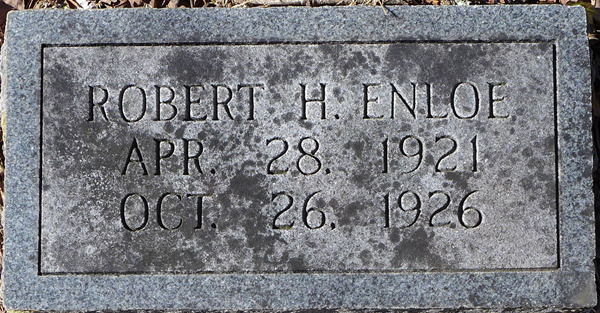 ROBERT H. ENLOE
APR. 28, 1921
OCT. 26, 1926